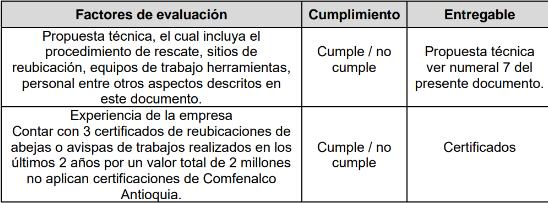 Factores de evaluación
Cumplimiento
Entregable
Propuesta técnica, el cual incluya el
procedimiento de rescate, sitios de
reubicación, equipos de trabajo herramientas,
personal entre otros aspectos descritos en
este documento.
Cumple / no
cumple
Propuesta técnica
ver numeral 7 del
presente documento.
Experiencia de la empresa
Contar con 3 certificados de reubicaciones de
abejas o avispas de trabajos realizados en los
últimos 2 años por un valor total de 2 millones
no aplican certificaciones de Comfenalco
Antioquia.
Cumple / no
cumple
Certificados